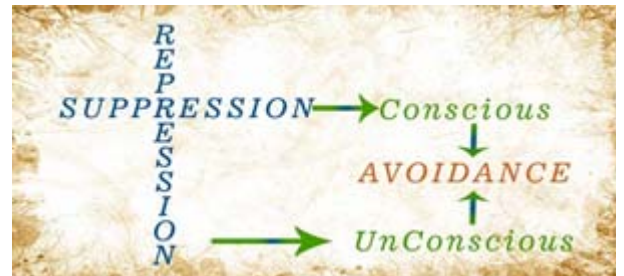 REPRESSION
SUPPRESSION
Conscious
AVOIDANCE
UnConscious